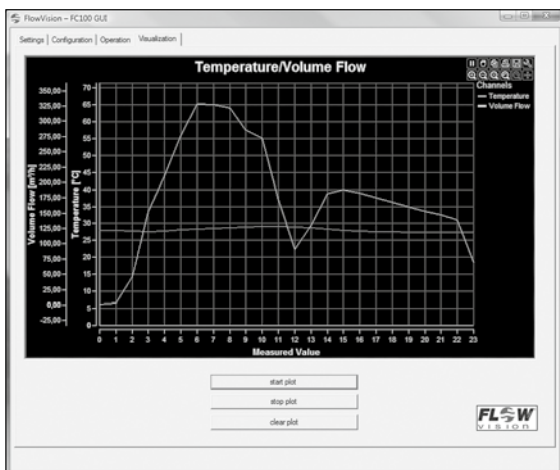 FlowVision – FC100 GUI
Settings
Configuration
Operation
Visualization
Temperature/Volume Flow
Channels
Temperature
Volume Flow
Volume Flow [m³/h]
350,00
325,00
300,00
275,00
250,00
225,00
200,00
175,00
150,00
125,00
100,00
75,00
50,00
25,00
0,00
-25,00
Temperature [°C]
70
65
60
55
50
45
40
35
30
25
20
15
10
5
0
0 1 2 3 4 5 6 7 8 9 10 11 12 13 14 15 16 17 18 19 20 21 22 23
Measured Value
start plot
stop plot
clear plot
FLOW
vision